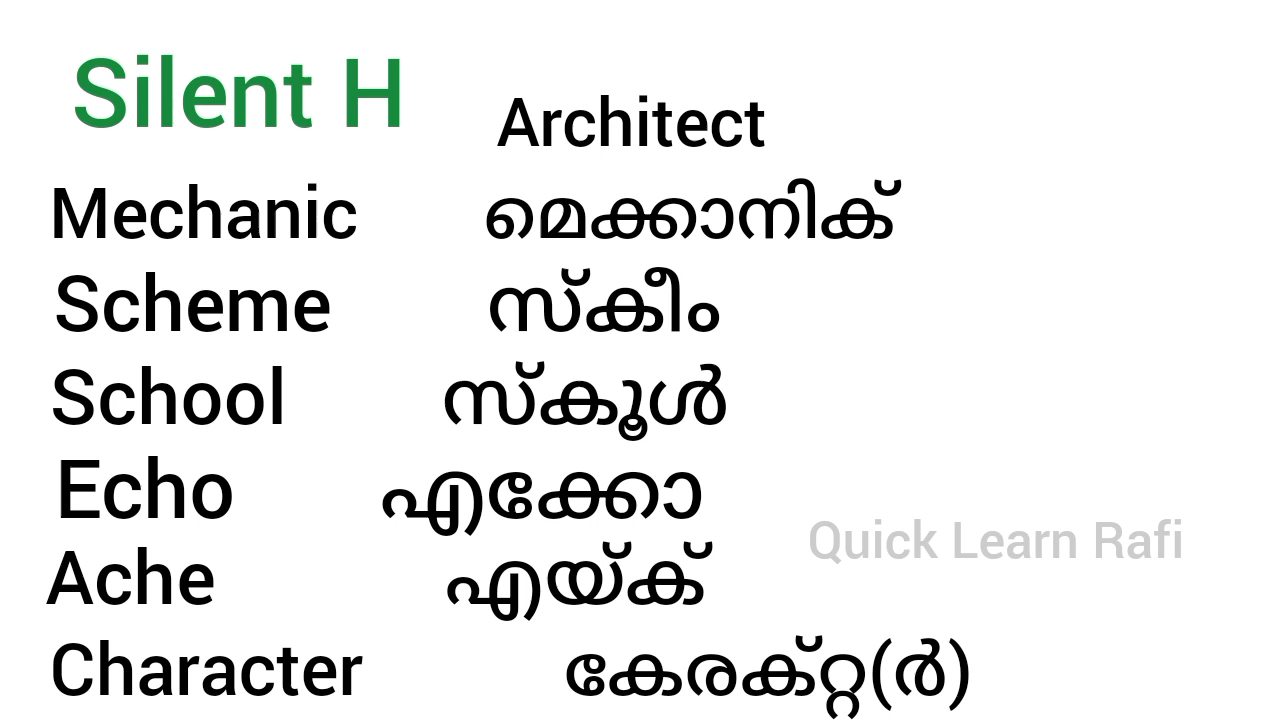 Silent H
Architect
Mechanic മെക്കാനിക്
Scheme സ്കീം
School സ്കൂൾ
Echo എക്കോ
Quick Learn Rafi
Ache എയ്ക്
Character കേരക്റ്റ(ർ)